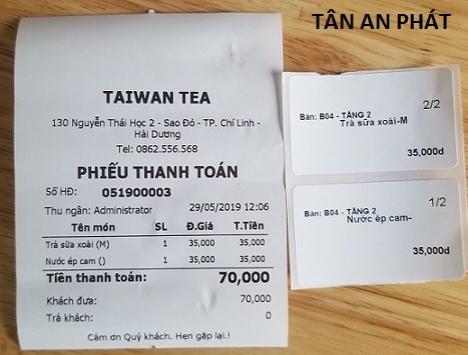 TÂN AN PHÁT
TAIWAN TEA
130 Nguyễn Thái Học 2 - Sao Đỏ - TP. Chí Linh -
Hải Dương
Tel: 0862.556.568
PHIẾU THANH TOÁN
Số HĐ: 051900003
Thu ngân: Administrator 29/05/2019 12:06
Tên món SL Đ.Giá T.Tiền
Trà sữa xoài (M) 1 35,000 35,000
Nước ép cam () 1 35,000 35,000
Tiền thanh toán: 70,000
Khách đưa: 70,000
Trả khách: 0
Cảm ơn Quý khách. Hẹn gặp lại.!
2/2
Bàn: B04 - TẦNG 2
Trà sữa xoài-M
35,000đ
1/2
Bàn: B04 - TẦNG 2
Nước ép cam-
35,000đ